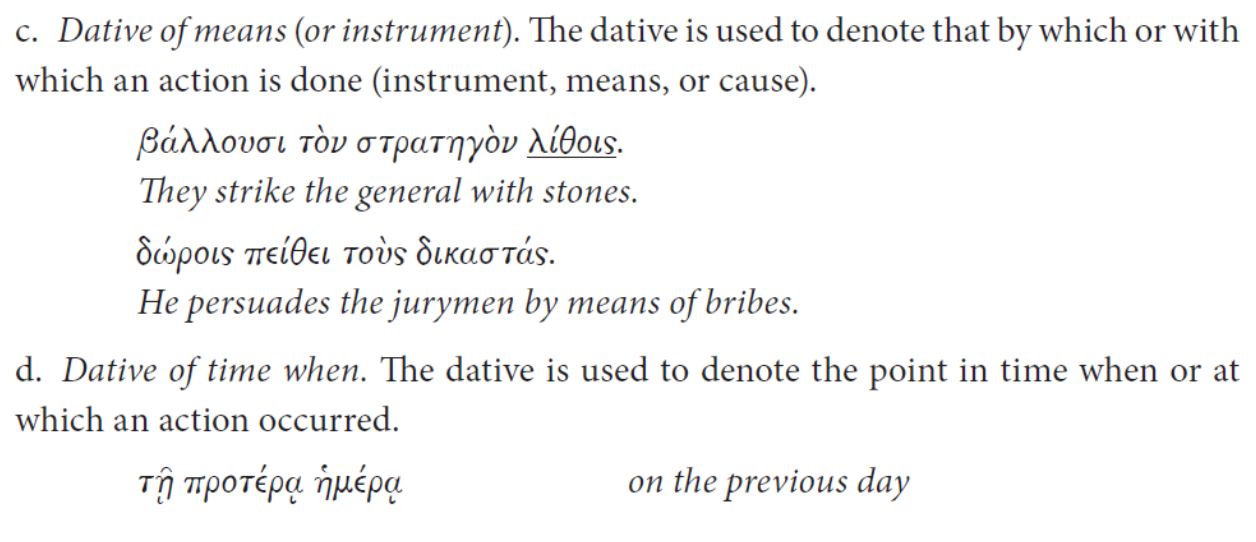 c. Dative of means (or instrument). The dative is used to denote that by which or with
which an action is done (instrument, means, or cause).
βάλλουσι τὸν στρατηγὸν λίθοις.
They strike the general with stones.
δώροις πείθει τοὺς δικαστάς.
He persuades the jurymen by means of bribes.
d. Dative of time when. The dative is used to denote the point in time when or at
which an action occurred.
τῇ προτέρᾳ ἡμέρᾳ on the previous day